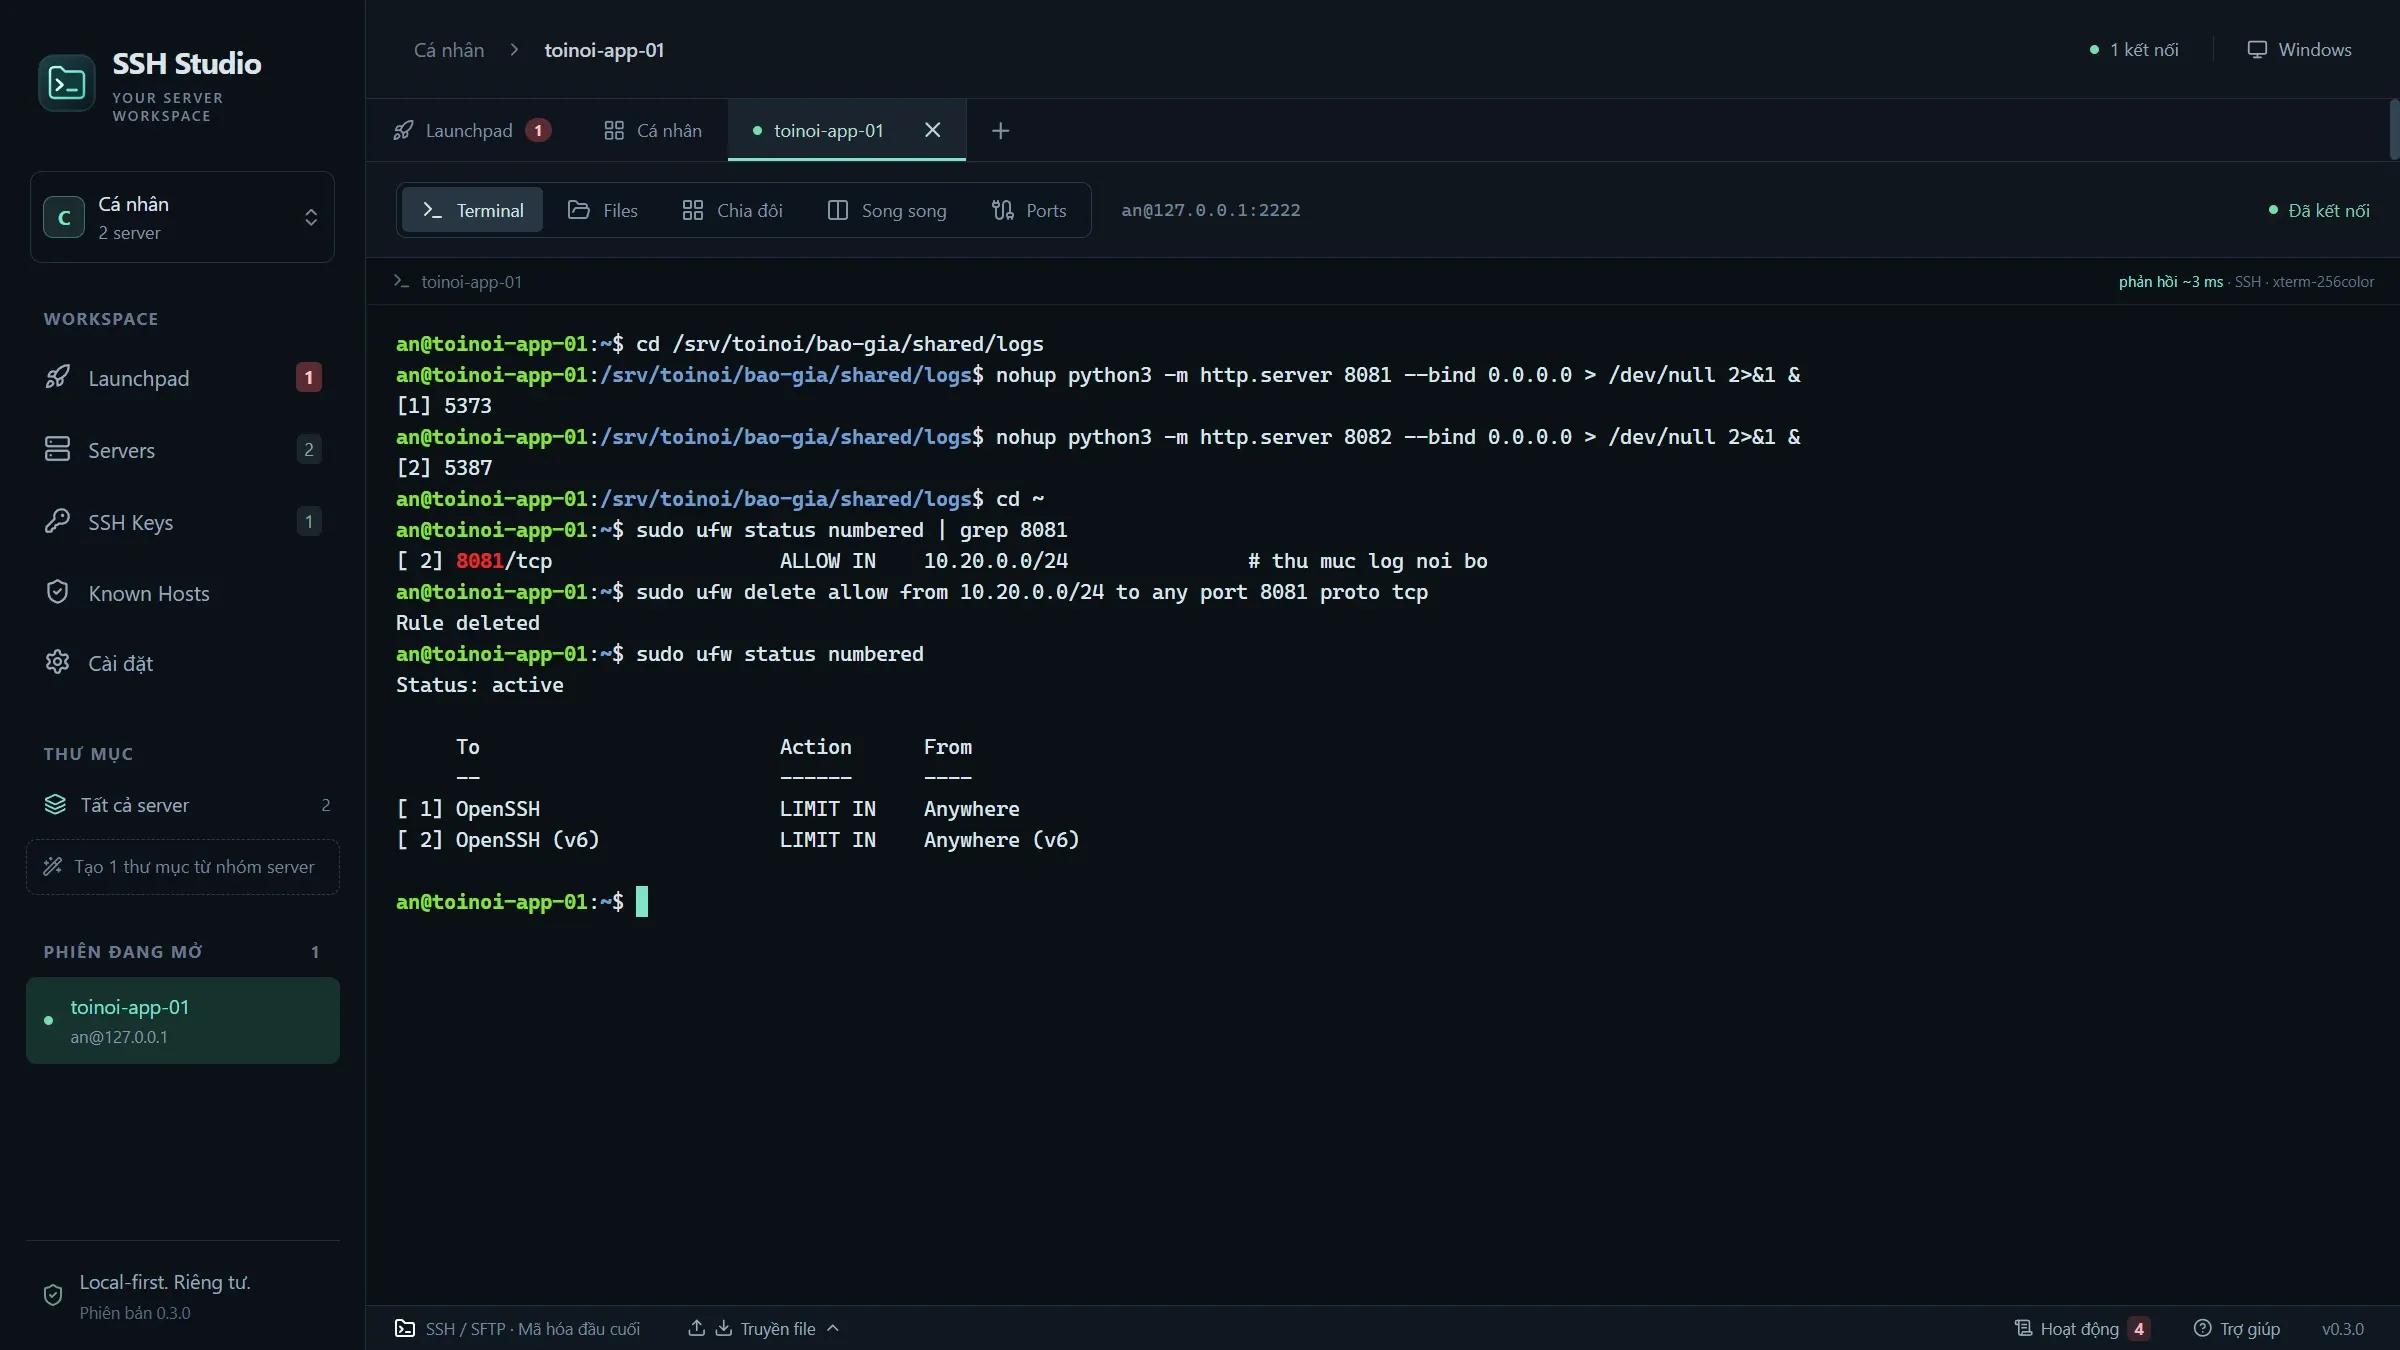 SSH Studio
YOUR SERVER
WORKSPACE
C
Cá nhân
2 server
WORKSPACE
Launchpad 1
Servers 2
SSH Keys 1
Known Hosts
Cài đặt
THƯ MỤC
Tất cả server 2
Tạo 1 thư mục từ nhóm server
PHIÊN ĐANG MỞ 1
toinoi-app-01
an@127.0.0.1
Local-first. Riêng tư.
Phiên bản 0.3.0
Cá nhân > toinoi-app-01
1 kết nối
Windows
Launchpad 1
Cá nhân
toinoi-app-01
Terminal
Files
Chia đôi
Song song
Ports
an@127.0.0.1:2222
Đã kết nối
toinoi-app-01
phản hồi ~3 ms · SSH · xterm-256color
an@toinoi-app-01:~$ cd /srv/toinoi/bao-gia/shared/logs
an@toinoi-app-01:/srv/toinoi/bao-gia/shared/logs$ nohup python3 -m http.server 8081 --bind 0.0.0.0 > /dev/null 2>&1 &
[1] 5373
an@toinoi-app-01:/srv/toinoi/bao-gia/shared/logs$ nohup python3 -m http.server 8082 --bind 0.0.0.0 > /dev/null 2>&1 &
[2] 5387
an@toinoi-app-01:/srv/toinoi/bao-gia/shared/logs$ cd ~
an@toinoi-app-01:~$ sudo ufw status numbered | grep 8081
[ 2] 8081/tcp                   ALLOW IN    10.20.0.0/24               # thu muc log noi bo
an@toinoi-app-01:~$ sudo ufw delete allow from 10.20.0.0/24 to any port 8081 proto tcp
Rule deleted
an@toinoi-app-01:~$ sudo ufw status numbered
Status: active
     To                         Action      From
     --                         ------      ----
[ 1] OpenSSH                    LIMIT IN    Anywhere
[ 2] OpenSSH (v6)               LIMIT IN    Anywhere (v6)
an@toinoi-app-01:~$
SSH / SFTP · Mã hóa đầu cuối
Truyền file
Hoạt động 4
Trợ giúp
v0.3.0